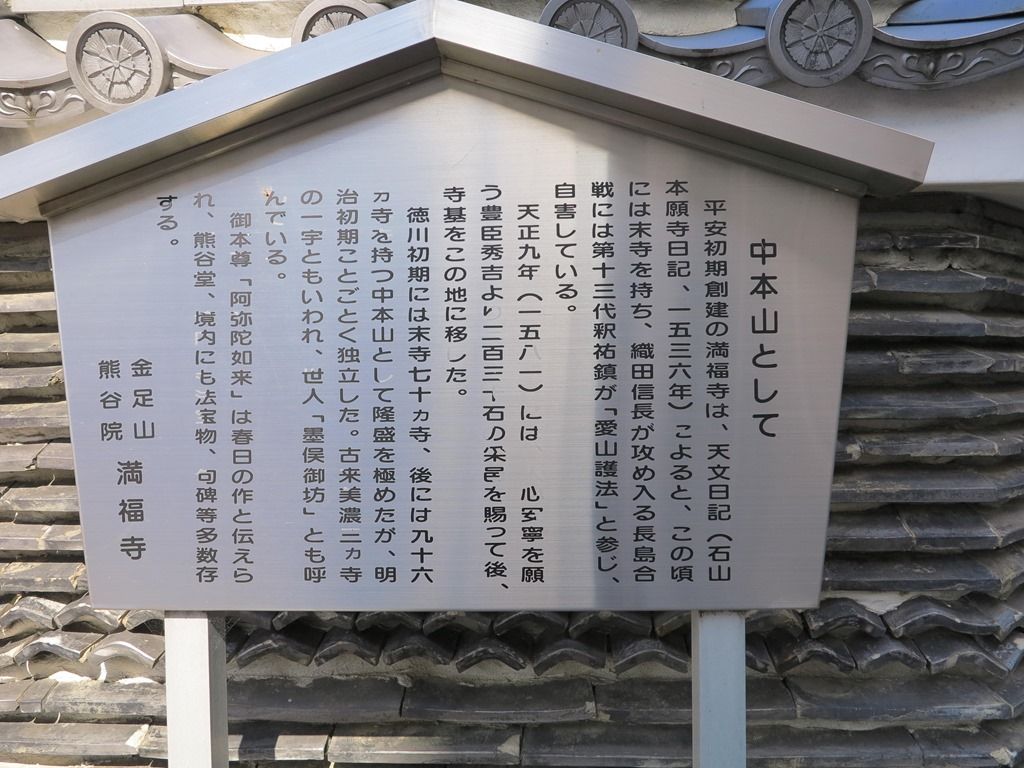 中本山として
平安初期創建の満福寺は、天文日記（石山
本願寺日記、一五三六年）によると、この頃
には末寺を持ち、織田信長が攻め入る長島合
戦には第十三代釈祐鎮が「愛山護法」と参じ、
自害している。
天正九年（一五八一）には、心安寧を願
う豊臣秀吉より二百三十石の采邑を賜って後、
寺基をこの地に移した。
徳川初期には末寺七十ヵ寺、後には九十六
ヵ寺を持つ中本山として隆盛を極めたが、明
治初期ことごとく独立した。古来美濃三ヵ寺
の一宇ともいわれ、世人「墨俣御坊」とも呼
んでいる。
御本尊「阿弥陀如来」は春日の作と伝えら
れ、熊谷堂、境内にも法宝物、句碑等多数存
する。
金足山
熊谷院
満福寺